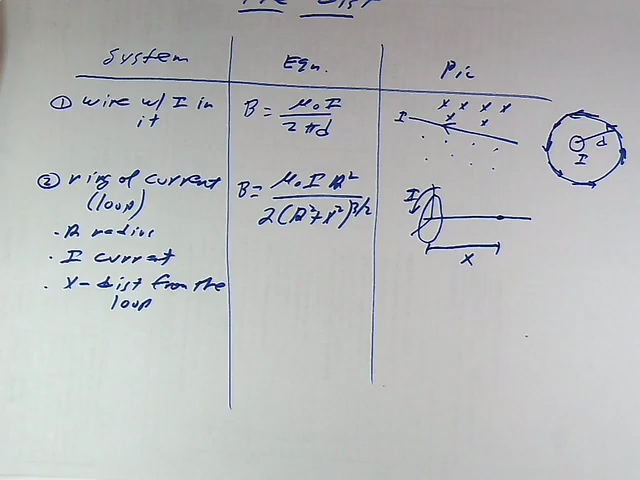 Dist
System Eqn. Pic
① wire w/ I in it
B = μ₀I / 2πd
I
x x x x
x x
d
I
② ring of current (loop)
B = μ₀IR² / 2(R²+x²)^3/2
I
x
· R radius
· I current
· x-dist from the loop